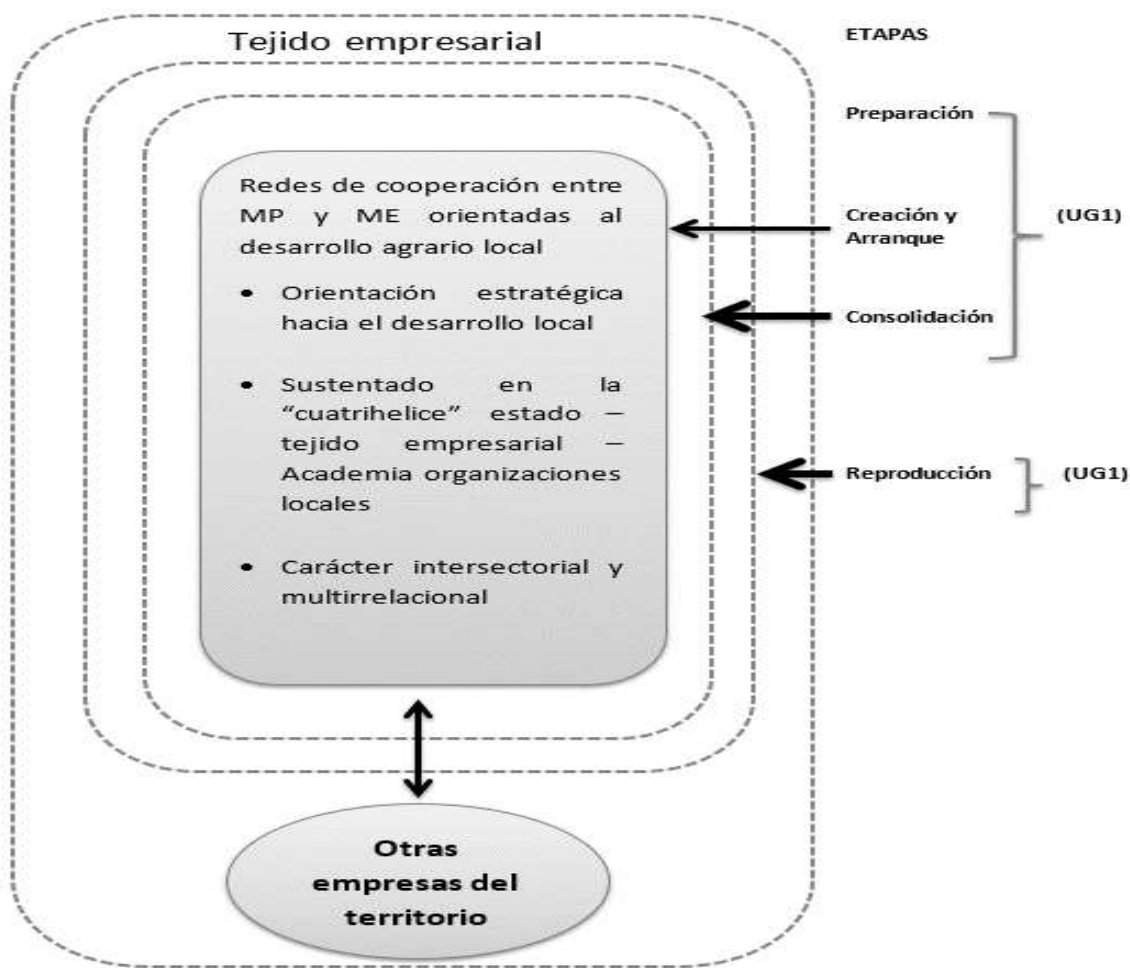 Tejido empresarial
Redes de cooperación entre
MP y ME orientadas al
desarrollo agrario local
• Orientación estratégica
hacia el desarrollo local
• Sustentado en la
“cuatrihelice” estado –
tejido empresarial –
Academia organizaciones
locales
• Carácter intersectorial y
multirrelacional
Otras
empresas del
territorio
ETAPAS
Preparación
Creación y
Arranque
(UG1)
Consolidación
Reproducción
(UG1)